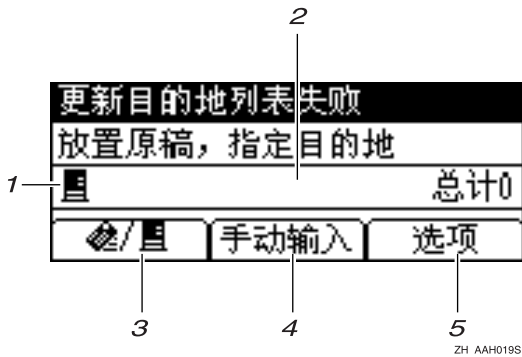 2
更新目的地列表失败
放置原稿，指定目的地
1 总计0
/ 手动输入 选项
3 4 5
ZH AAH019S